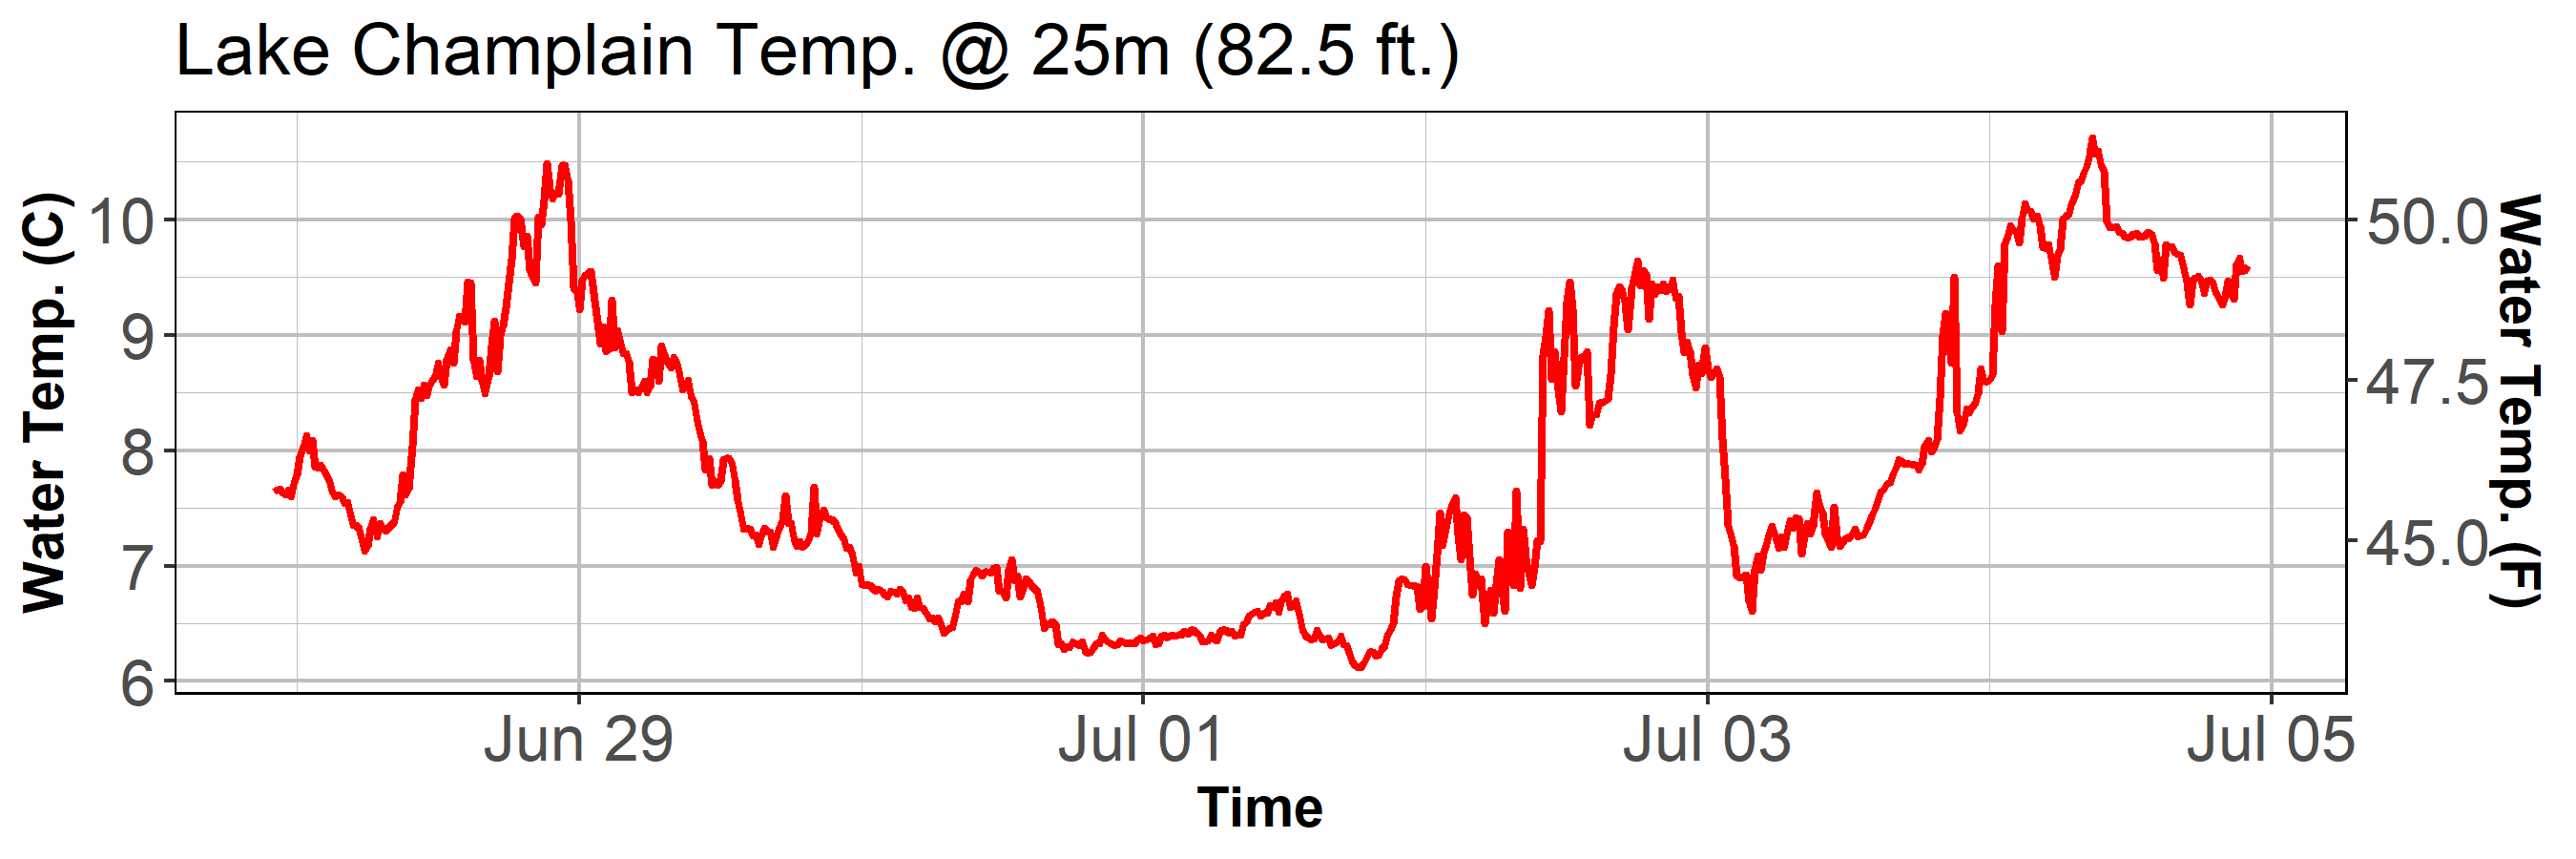 Lake Champlain Temp. @ 25m (82.5 ft.)
Water Temp. (C)
10
9
8
7
6
50.0
47.5
45.0
Water Temp. (F)
Jun 29
Jul 01
Jul 03
Jul 05
Time